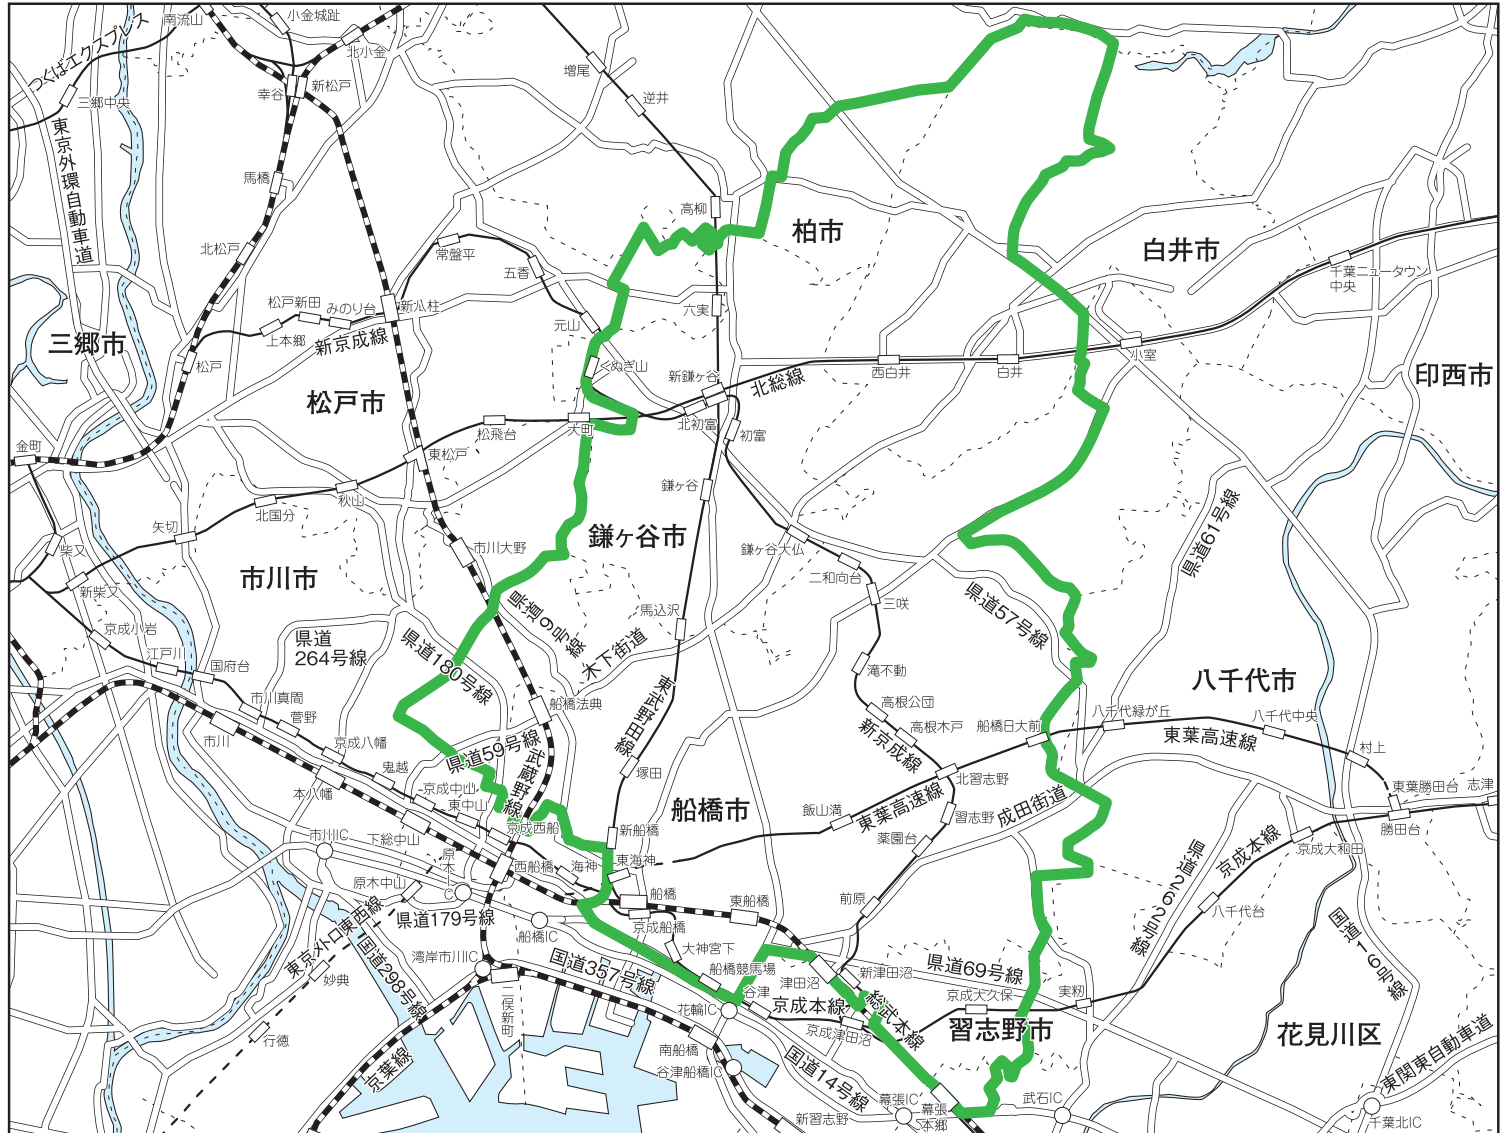 南流山
小金城趾
つくばエクスプレス
北小金
増尾
幸谷
新松戸
三郷中央
逆井
東京外環自動車道
馬橋
高柳
柏市
北松戸
常盤平
五香
白井市
千葉ニュータウン
中央
松戸新田
みのり台
新八柱
六実
元山
上本郷
新京成線
三郷市
松戸
くぬぎ山
小室
新鎌ヶ谷
北総線
西白井
白井
印西市
松戸市
北初富
大町
初富
松飛台
金町
東松戸
鎌ヶ谷
秋山
北国分
矢切
県道61号線
鎌ヶ谷市
柴又
市川大野
鎌ヶ谷大仏
市川市
二和向台
新柴又
三咲
県道9号線
県道57号線
馬込沢
京成小岩
県道
264号線
県道180号線
木下街道
江戸川
国府台
滝不動
八千代市
市川真間
東武野田線
船橋法典
高根公団
菅野
高根木戸
船橋日大前
八千代緑が丘
八千代中央
市川
京成八幡
県道59号線
新京成線
東葉高速線
村上
武蔵野線
鬼越
塚田
北習志野
本八幡
京成中山
東葉勝田台
志津
東中山
船橋市
飯山満
東葉高速線
習志野
成田街道
市川IC
下総中山
京成西船
新船橋
薬園台
勝田台
京成本線
京成大和田
原木
西船橋
海神
東海神
県道262号線
原木中山
船橋
東船橋
前原
八千代台
東京メトロ東西線
県道179号線
国道16号線
船橋IC
京成船橋
国道298号線
大神宮下
湾岸市川IC
国道357号線
船橋競馬場
津田沼
新津田沼
県道69号線
妙典
谷津
京成大久保
実籾
二俣新町
花輪IC
京成本線
総武本線
行徳
京成津田沼
習志野市
花見川区
南船橋
国道14号線
京葉線
谷津船橋IC
東関東自動車道
幕張IC
武石IC
新習志野
幕張
本郷
千葉北IC